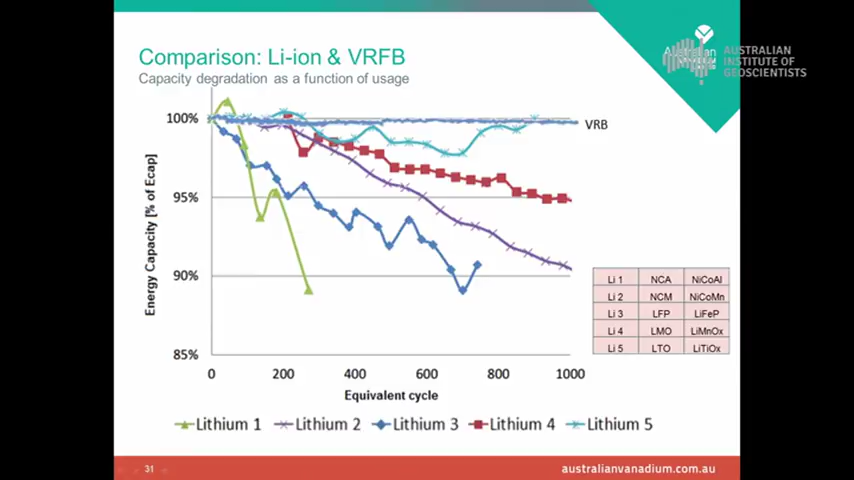 Comparison: Li-ion & VRFB
Capacity degradation as a function of usage
AUSTRALIAN
INSTITUTE OF
GEOSCIENTISTS
Energy Capacity [% of Ecap]
100%
95%
90%
85%
VRB
0 200 400 600 800 1000
Equivalent cycle
Li 1 NCA NiCoAl
Li 2 NCM NiCoMn
Li 3 LFP LiFeP
Li 4 LMO LiMnOx
Li 5 LTO LiTiOx
Lithium 1 Lithium 2 Lithium 3 Lithium 4 Lithium 5
31
australianvanadium.com.au